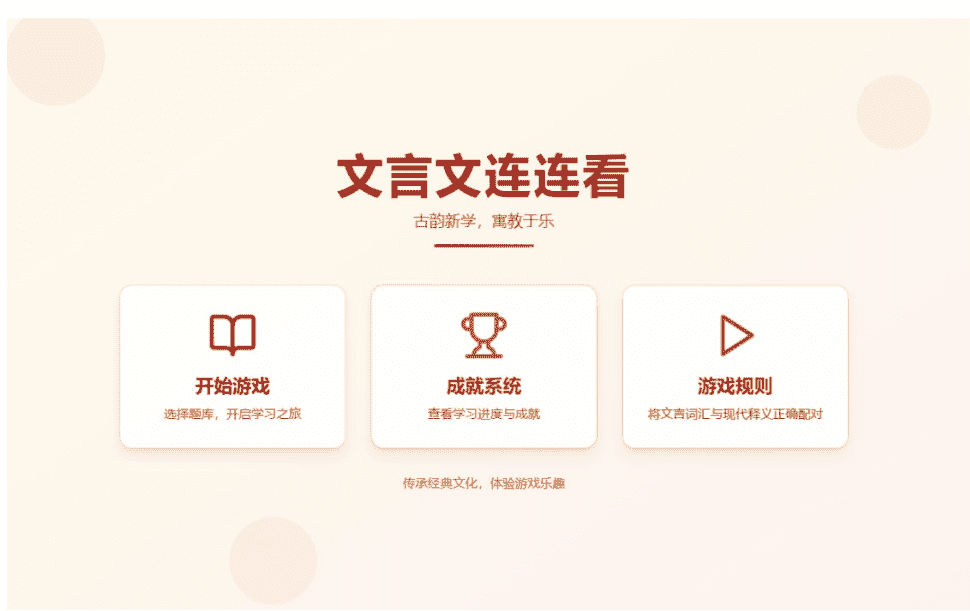 文言文连连看
古韵新学，寓教于乐
开始游戏
选择题库，开启学习之旅
成就系统
查看学习进度与成就
游戏规则
将文言词汇与现代释义正确配对
传承经典文化，体验游戏乐趣